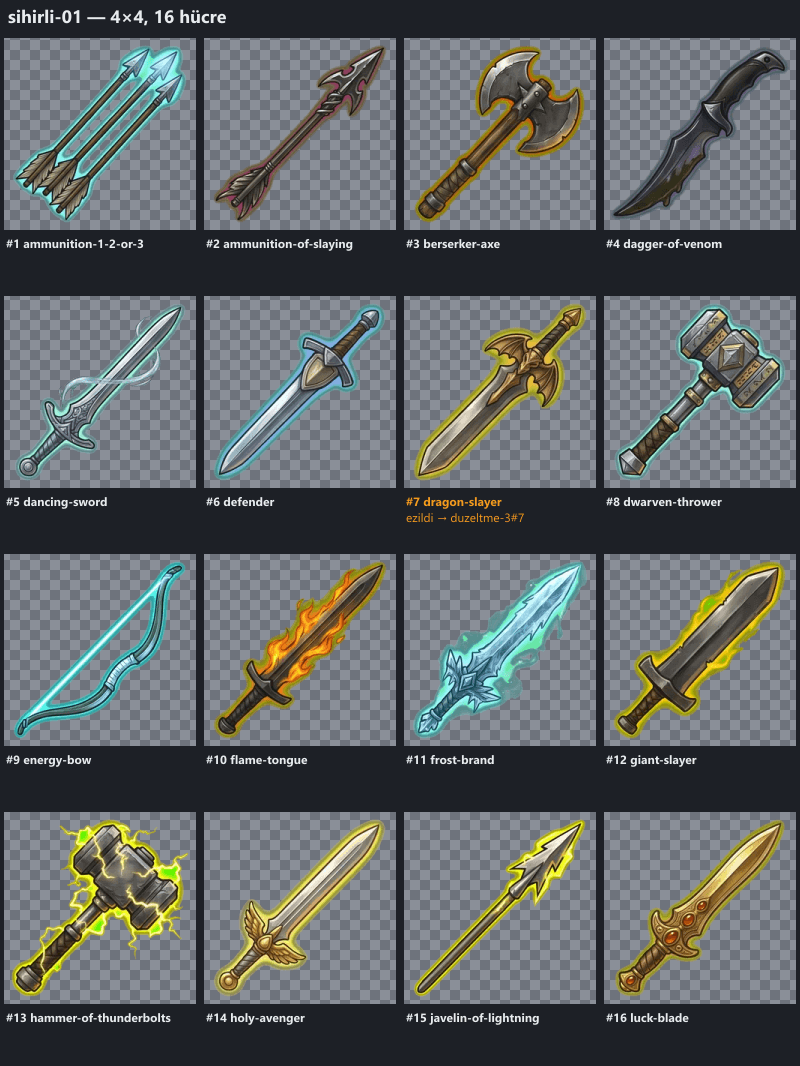 sihirli-01 — 4×4, 16 hücre
#1 ammunition-1-2-or-3
#2 ammunition-of-slaying
#3 berserker-axe
#4 dagger-of-venom
#5 dancing-sword
#6 defender
#7 dragon-slayer
ezildi → duzeltme-3#7
#8 dwarven-thrower
#9 energy-bow
#10 flame-tongue
#11 frost-brand
#12 giant-slayer
#13 hammer-of-thunderbolts
#14 holy-avenger
#15 javelin-of-lightning
#16 luck-blade